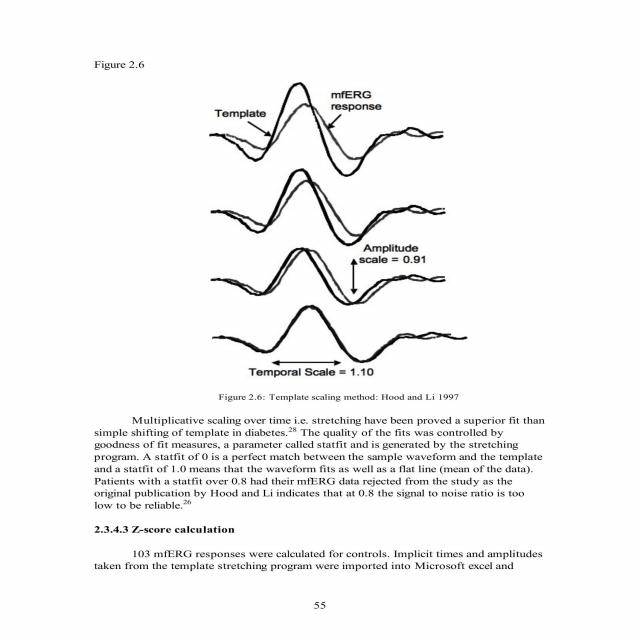 Figure 2.6
mfERG
response
Template
Amplitude
scale = 0.91
Temporal Scale = 1.10
Figure 2.6: Template scaling method: Hood and Li 1997
Multiplicative scaling over time i.e. stretching have been proved a superior fit than
simple shifting of template in diabetes.28 The quality of the fits was controlled by
goodness of fit measures, a parameter called statfit and is generated by the stretching
program. A statfit of 0 is a perfect match between the sample waveform and the template
and a statfit of 1.0 means that the waveform fits as well as a flat line (mean of the data).
Patients with a statfit over 0.8 had their mfERG data rejected from the study as the
original publication by Hood and Li indicates that at 0.8 the signal to noise ratio is too
low to be reliable.26
2.3.4.3 Z-score calculation
103 mfERG responses were calculated for controls. Implicit times and amplitudes
taken from the template stretching program were imported into Microsoft excel and
55